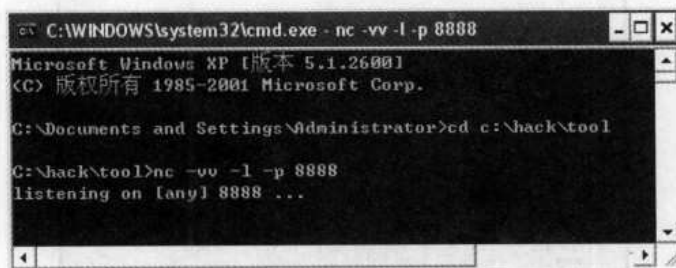 C:\WINDOWS\system32\cmd.exe - nc -vv -l -p 8888
Microsoft Windows XP [版本 5.1.2600]
(C) 版权所有 1985-2001 Microsoft Corp.
C:\Documents and Settings\Administrator>cd c:\hack\tool
C:\hack\tool>nc -vv -l -p 8888
listening on [any] 8888 ...